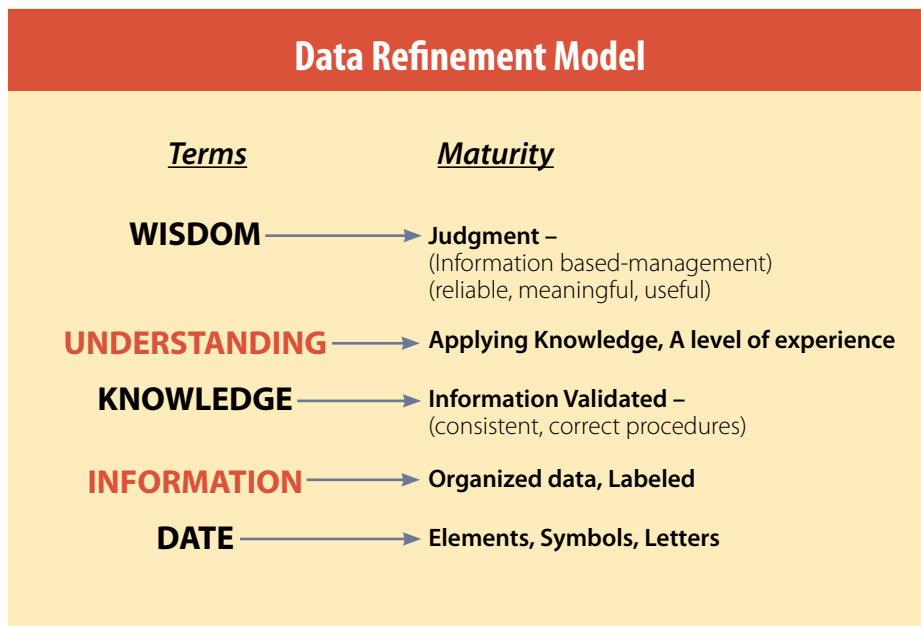 Data Refinement Model
Terms Maturity
WISDOM Judgment –
(Information based-management)
(reliable, meaningful, useful)
UNDERSTANDING Applying Knowledge, A level of experience
KNOWLEDGE Information Validated –
(consistent, correct procedures)
INFORMATION Organized data, Labeled
DATE Elements, Symbols, Letters